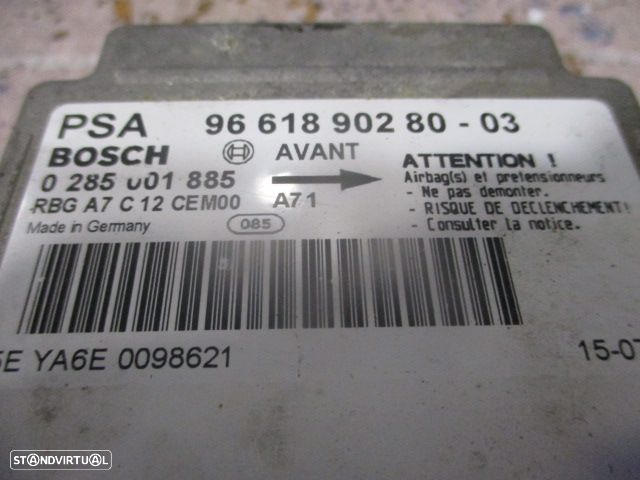 PSA 96 618 902 80 - 03
BOSCH AVANT
0 285 001 885
RBG A7 C 12 CEM00 A71
Made in Germany 085
ATTENTION !
Airbag(s) et pretensionneurs
- Ne pas demonter.
- RISQUE DE DECLENCHEMENT!
- Consulter la notice.
5E YA6E 0098621 15-07
STANDVIRTUAL